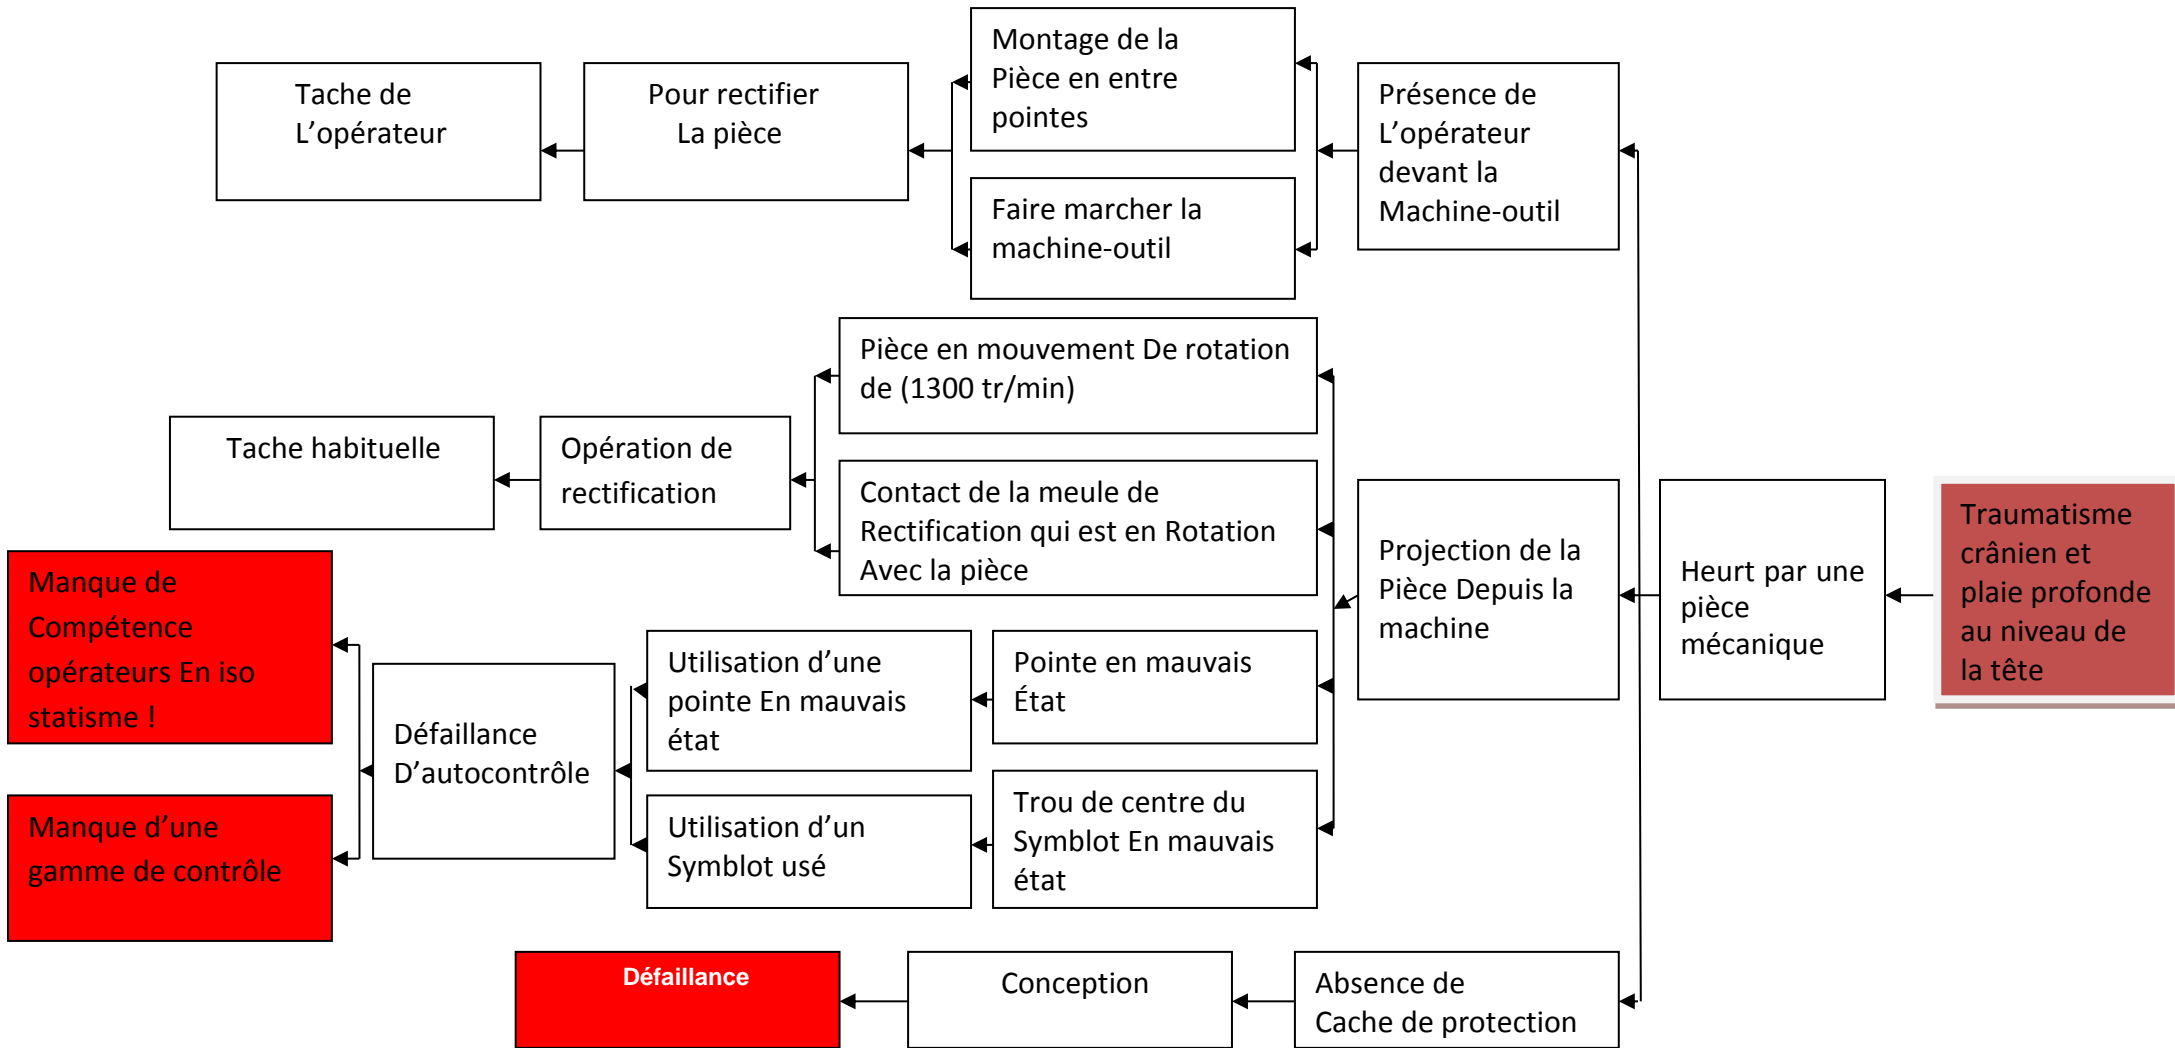 Montage de la
Pièce en entre
pointes
Tache de
L’opérateur
Pour rectifier
La pièce
Présence de
L’opérateur
devant la
Machine-outil
Faire marcher la
machine-outil
Pièce en mouvement De rotation
de (1300 tr/min)
Tache habituelle
Opération de
rectification
Contact de la meule de
Rectification qui est en Rotation
Avec la pièce
Projection de la
Pièce Depuis la
machine
Heurt par une
pièce
mécanique
Traumatisme
crânien et
plaie profonde
au niveau de
la tête
Manque de
Compétence
opérateurs En iso
statisme !
Défaillance
D’autocontrôle
Utilisation d’une
pointe En mauvais
état
Pointe en mauvais
État
Manque d’une
gamme de contrôle
Utilisation d’un
Symblot usé
Trou de centre du
Symblot En mauvais
état
Défaillance
Conception
Absence de
Cache de protection